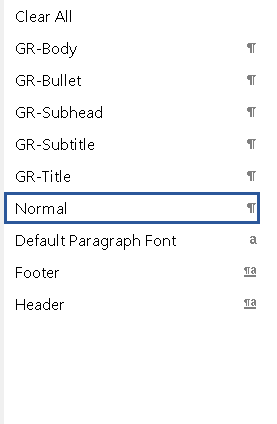 Clear All
GR-Body ¶
GR-Bullet ¶
GR-Subhead ¶
GR-Subtitle ¶
GR-Title ¶
Normal ¶
Default Paragraph Font a
Footer ¶a
Header ¶a